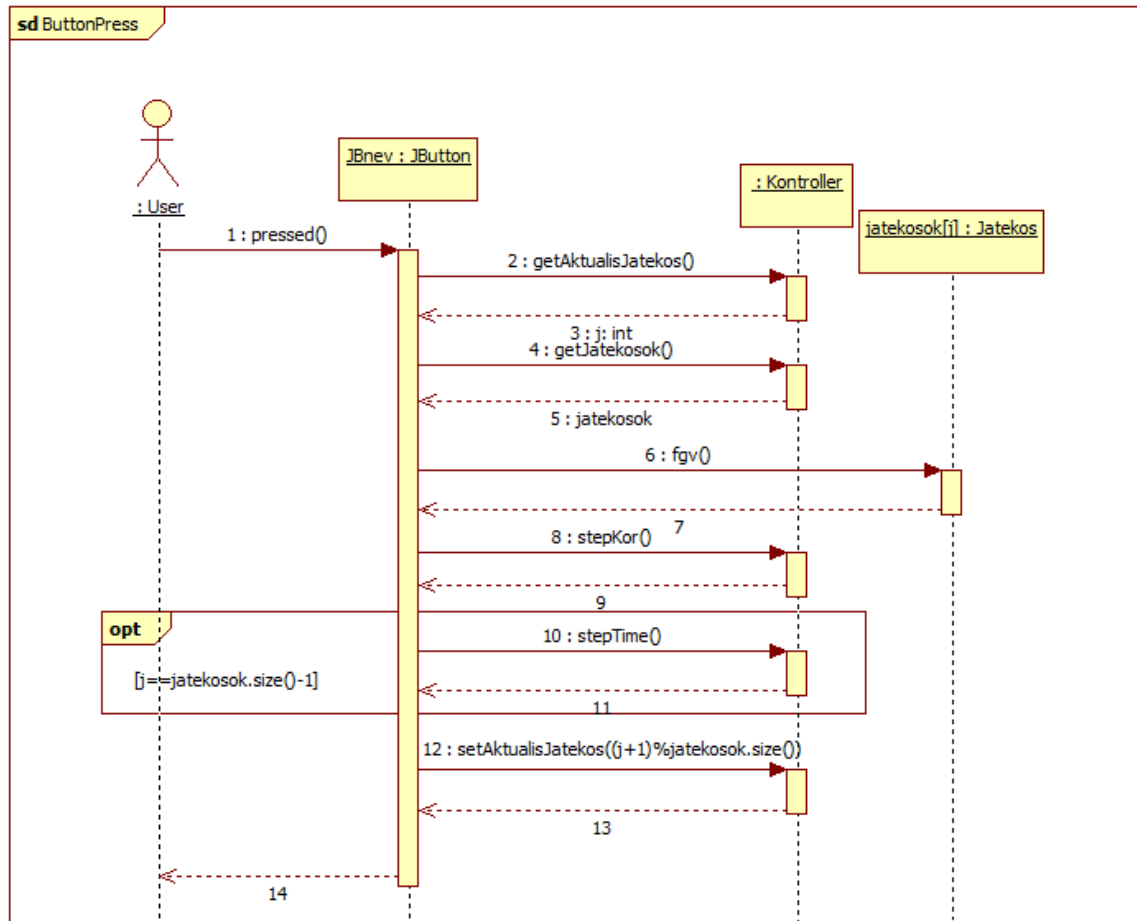 sd ButtonPress
: User
JBnev : JButton
: Kontroller
jatekosok[j] : Jatekos
1 : pressed()
2 : getAktualisJatekos()
3 : j: int
4 : getJatekosok()
5 : jatekosok
6 : fgv()
7
8 : stepKor()
9
opt
10 : stepTime()
[j==jatekosok.size()-1]
11
12 : setAktualisJatekos((j+1)%jatekosok.size())
13
14